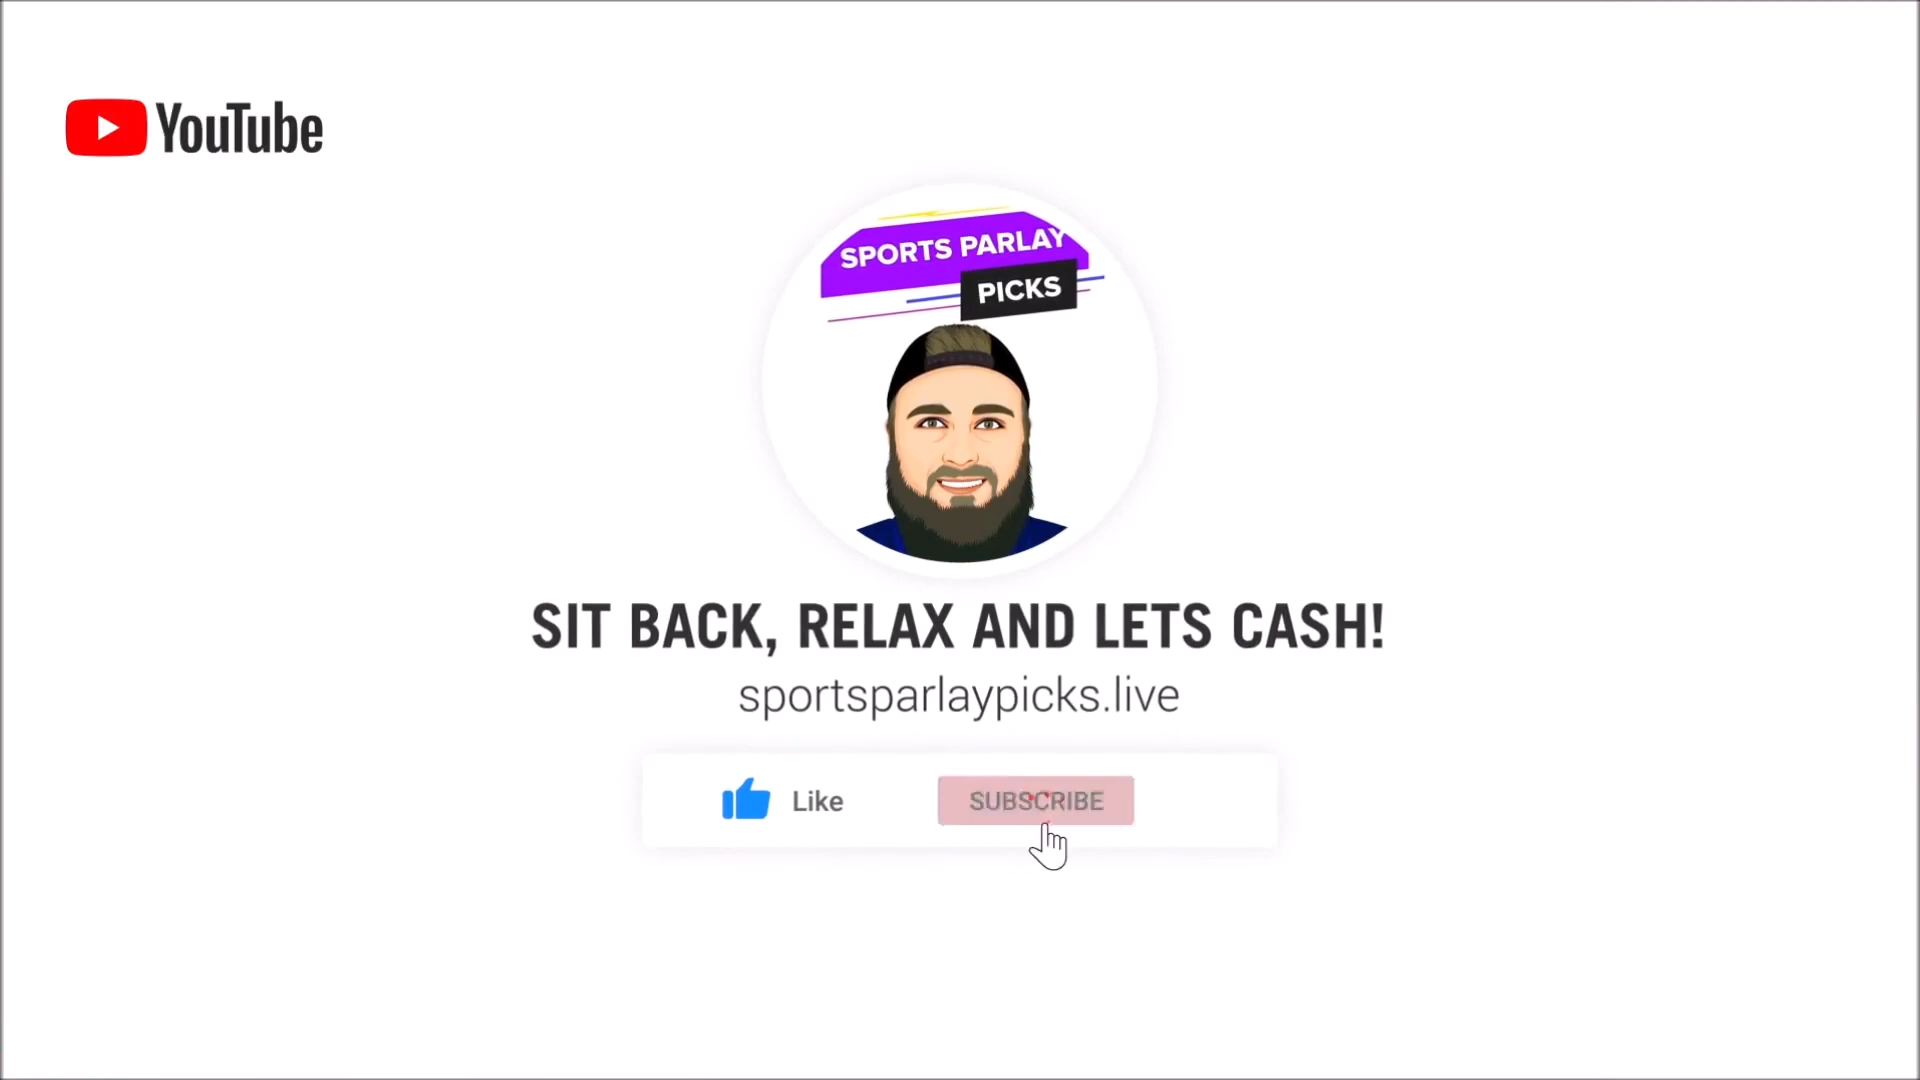 YouTube
SPORTS PARLAY
PICKS
SIT BACK, RELAX AND LETS CASH!
sportsparlaypicks.live
Like
SUBSCRIBE